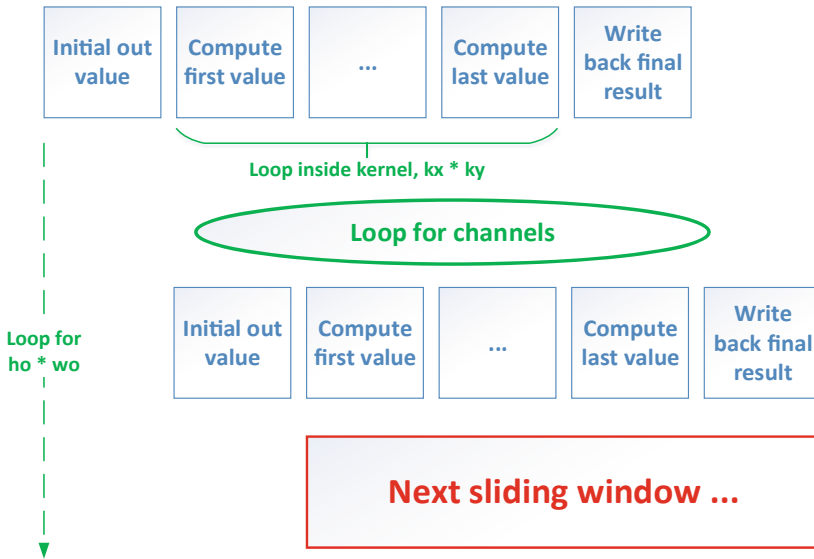 Initial out
value
Compute
first value
...
Compute
last value
Write
back final
result
Loop inside kernel, kx * ky
Loop for channels
Loop for
ho * wo
Initial out
value
Compute
first value
...
Compute
last value
Write
back final
result
Next sliding window ...